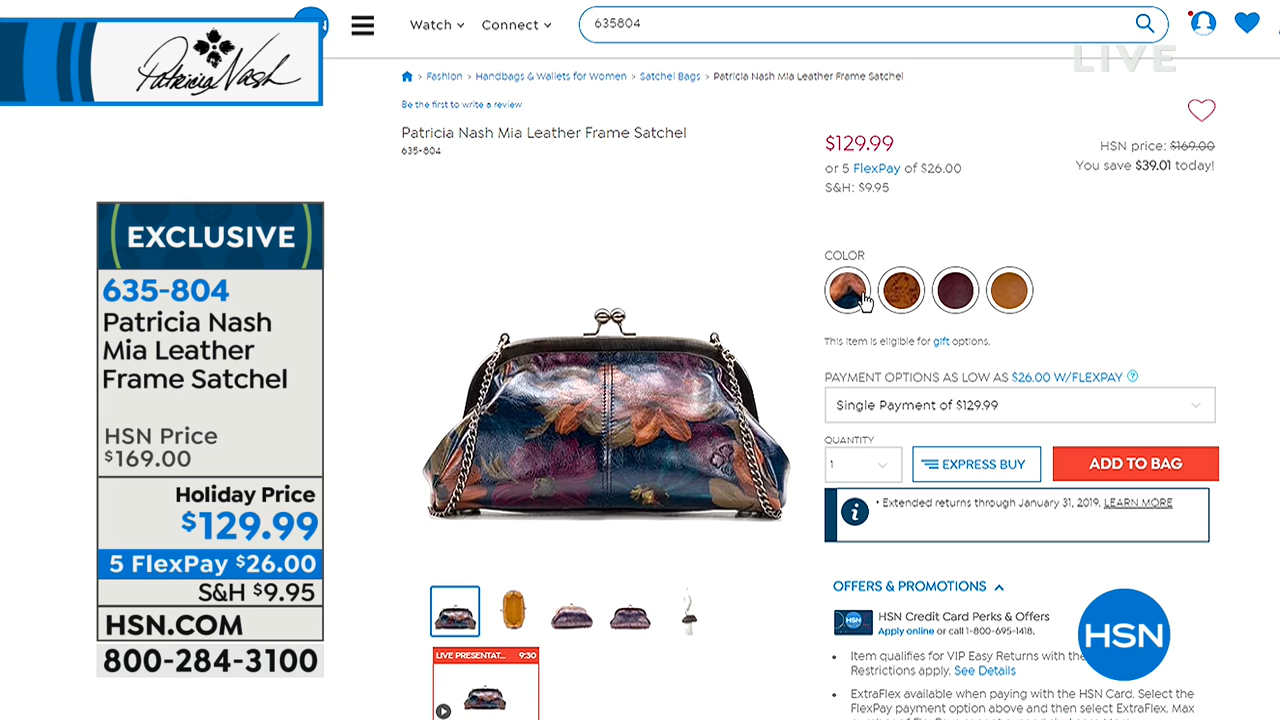 Patricia Nash
EXCLUSIVE
635-804
Patricia Nash
Mia Leather
Frame Satchel
HSN Price
$169.00
Holiday Price
$129.99
5 FlexPay $26.00
S&H $9.95
HSN.COM
800-284-3100
Watch
Connect
635804
LIVE
Fashion > Handbags & Wallets for Women > Satchel Bags > Patricia Nash Mia Leather Frame Satchel
Be the first to write a review
Patricia Nash Mia Leather Frame Satchel
635-804
$129.99
or 5 FlexPay of $26.00
S&H: $9.95
HSN price: $169.00
You save $39.01 today!
COLOR
This item is eligible for gift options.
PAYMENT OPTIONS AS LOW AS $26.00 W/FLEXPAY ?
Single Payment of $129.99
QUANTITY
1
EXPRESS BUY
ADD TO BAG
i
• Extended returns through January 31, 2019. LEARN MORE
OFFERS & PROMOTIONS
HSN
HSN Credit Card Perks & Offers
Apply online or call 1-800-695-1418.
• Item qualifies for VIP Easy Returns with the
Restrictions apply. See Details
• ExtraFlex available when paying with the HSN Card. Select the
FlexPay payment option above and then select ExtraFlex. Max
HSN
LIVE PRESENTAT... 9:30